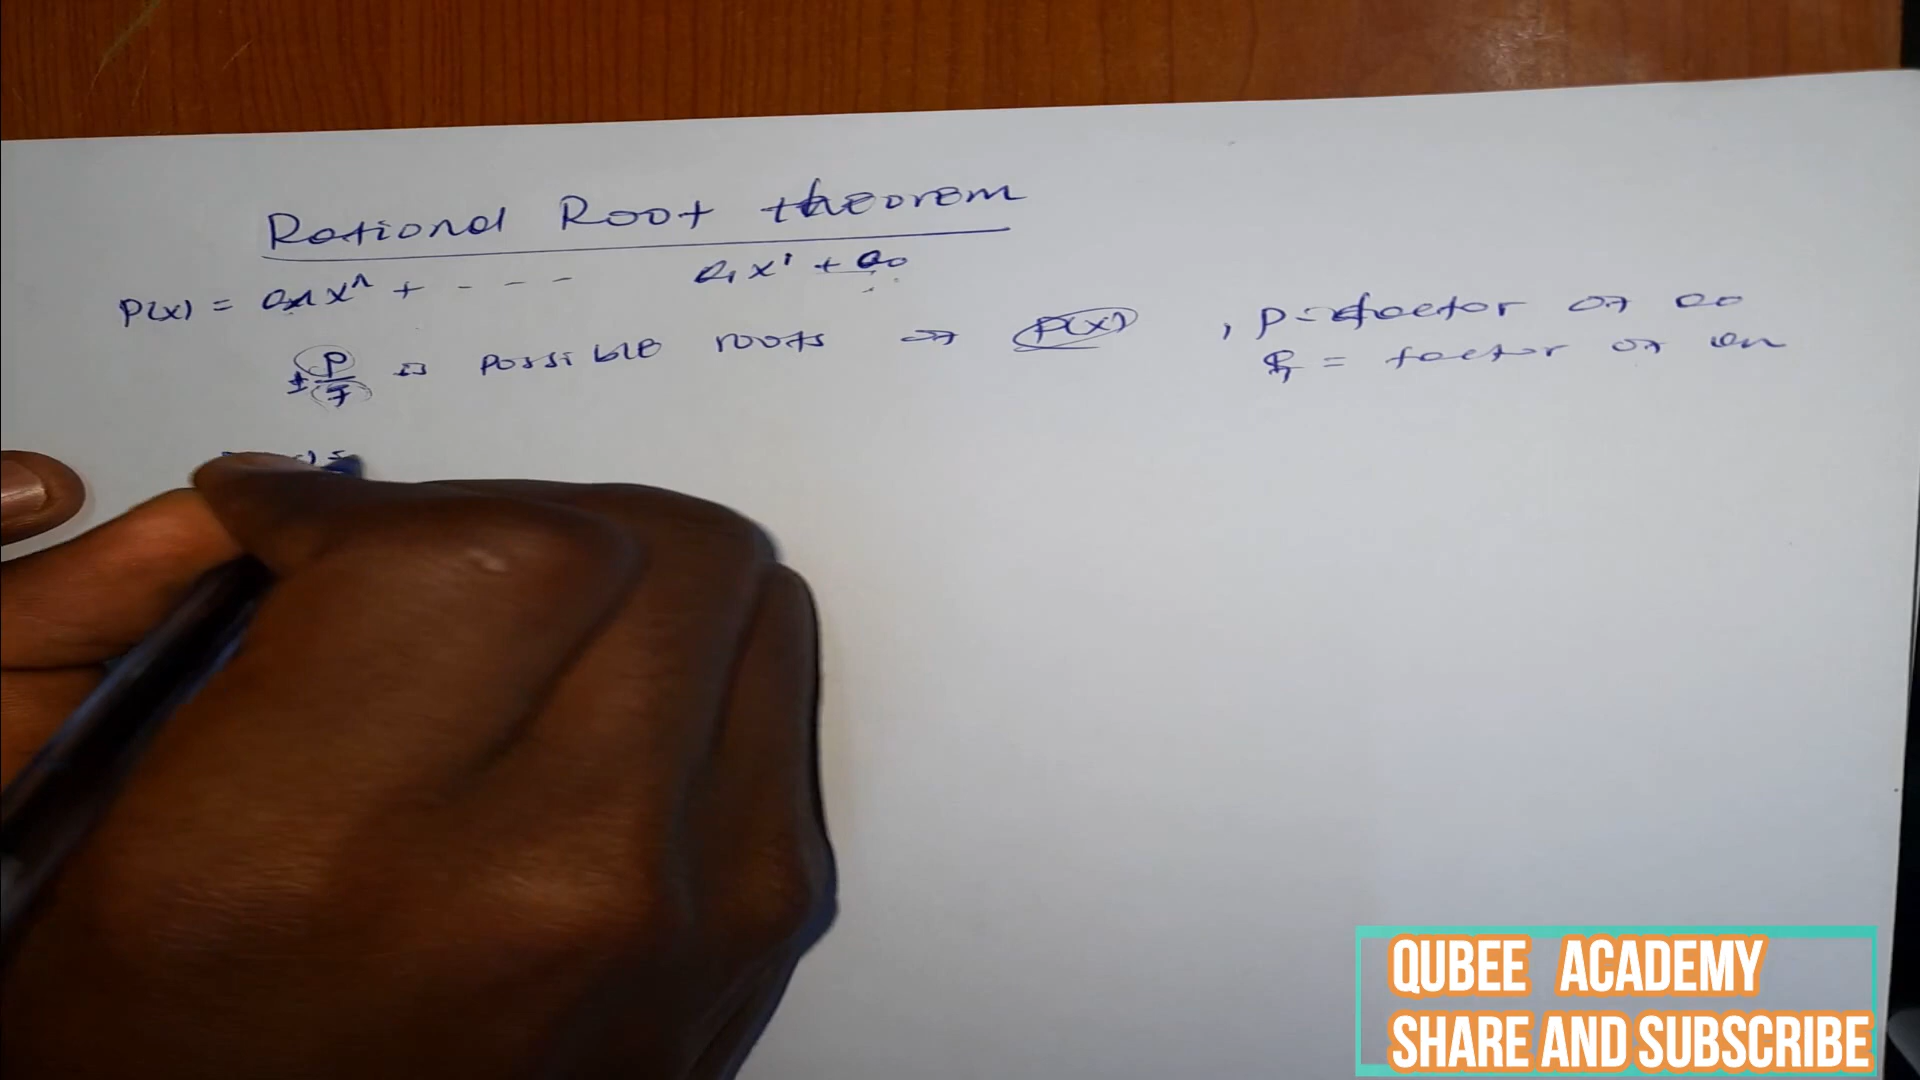 Rational Root theorem
P(x) = anx^n + - - - a1x^1 + a0
± p/q is possible roots of P(x) , p = factor of a0
q = factor of an
QUBEE ACADEMY
SHARE AND SUBSCRIBE